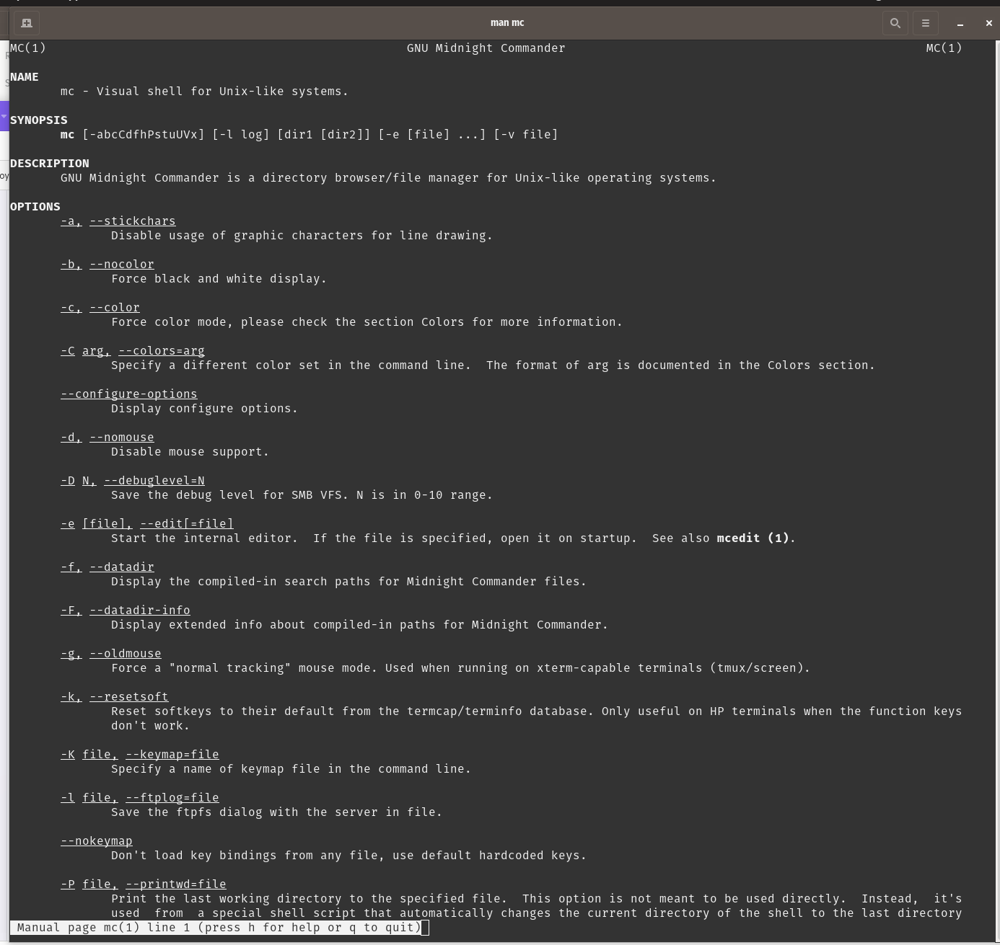 man mc
MC(1) GNU Midnight Commander MC(1)
NAME
mc - Visual shell for Unix-like systems.
SYNOPSIS
mc [-abcCdfhPstuUVx] [-l log] [dir1 [dir2]] [-e [file] ...] [-v file]
DESCRIPTION
GNU Midnight Commander is a directory browser/file manager for Unix-like operating systems.
OPTIONS
-a, --stickchars
Disable usage of graphic characters for line drawing.
-b, --nocolor
Force black and white display.
-c, --color
Force color mode, please check the section Colors for more information.
-C arg, --colors=arg
Specify a different color set in the command line.  The format of arg is documented in the Colors section.
--configure-options
Display configure options.
-d, --nomouse
Disable mouse support.
-D N, --debuglevel=N
Save the debug level for SMB VFS. N is in 0-10 range.
-e [file], --edit[=file]
Start the internal editor.  If the file is specified, open it on startup.  See also mcedit (1).
-f, --datadir
Display the compiled-in search paths for Midnight Commander files.
-F, --datadir-info
Display extended info about compiled-in paths for Midnight Commander.
-g, --oldmouse
Force a "normal tracking" mouse mode. Used when running on xterm-capable terminals (tmux/screen).
-k, --resetsoft
Reset softkeys to their default from the termcap/terminfo database. Only useful on HP terminals when the function keys
don't work.
-K file, --keymap=file
Specify a name of keymap file in the command line.
-l file, --ftplog=file
Save the ftpfs dialog with the server in file.
--nokeymap
Don't load key bindings from any file, use default hardcoded keys.
-P file, --printwd=file
Print the last working directory to the specified file.  This option is not meant to be used directly.  Instead,  it's
used  from  a special shell script that automatically changes the current directory of the shell to the last directory
Manual page mc(1) line 1 (press h for help or q to quit)